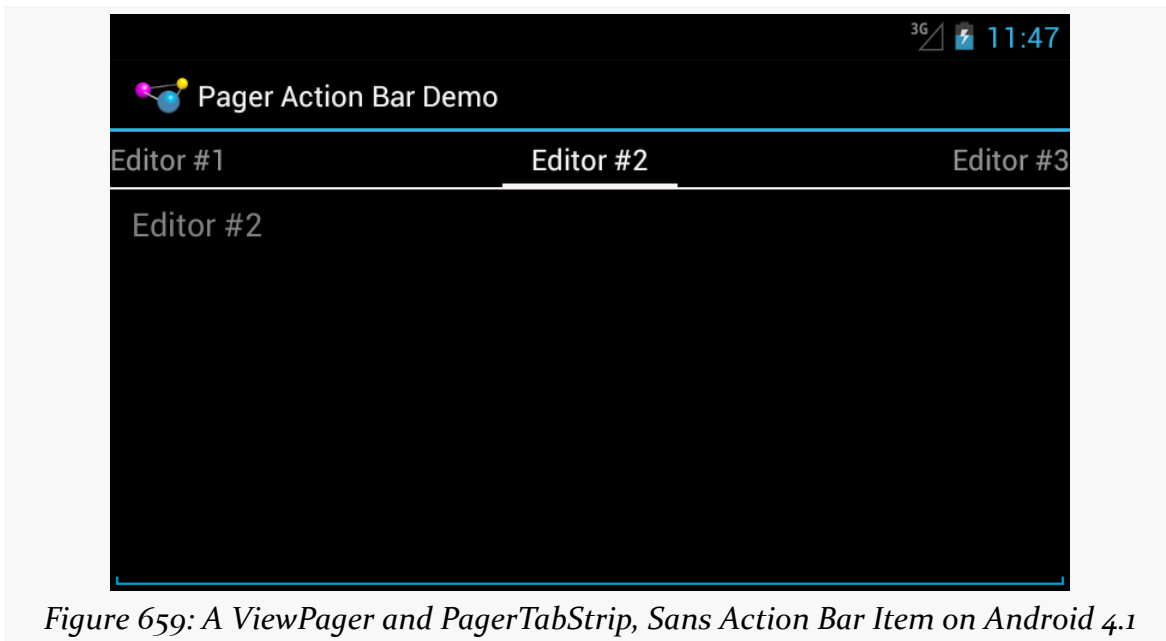 3G 11:47
Pager Action Bar Demo
Editor #1 Editor #2 Editor #3
Editor #2
Figure 659: A ViewPager and PagerTabStrip, Sans Action Bar Item on Android 4.1